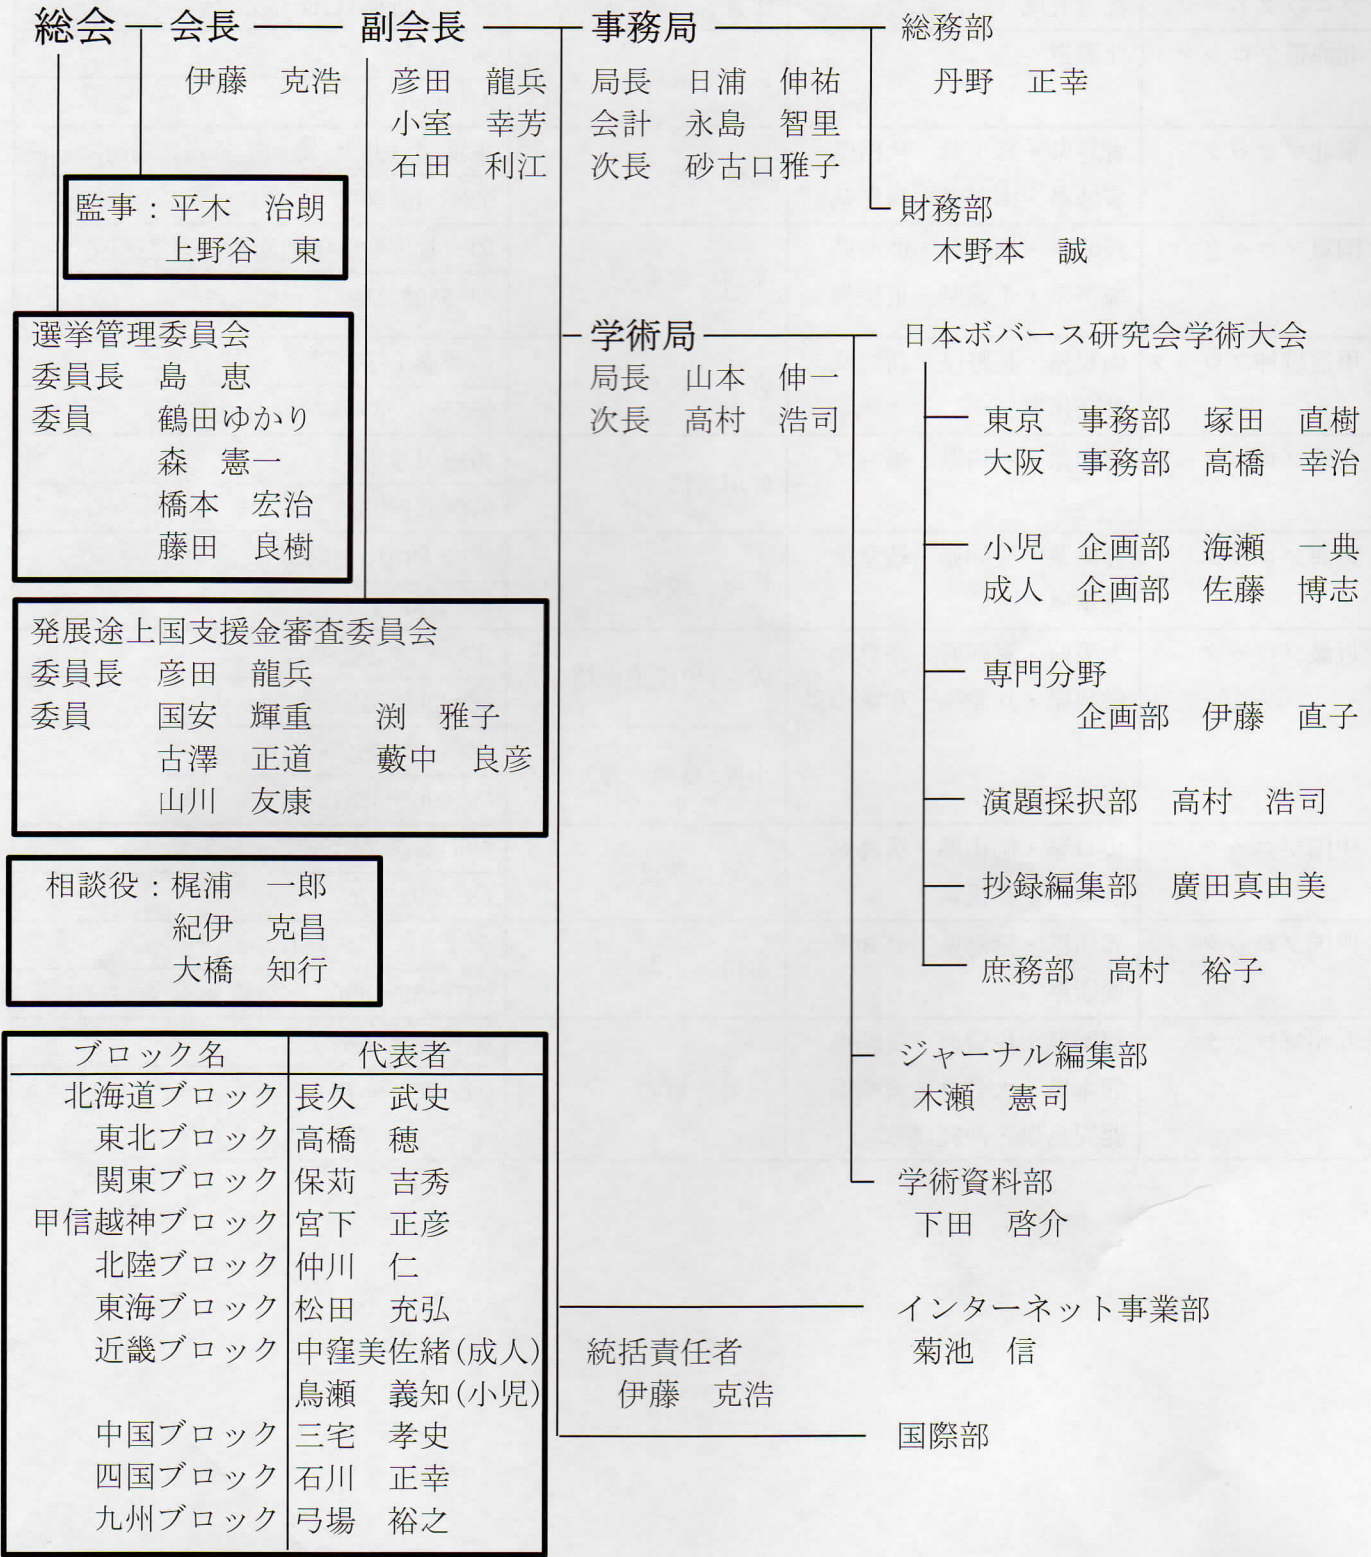 総会 会長 副会長 事務局 総務部
伊藤 克浩 彦田 龍兵 局長 日浦 伸祐 丹野 正幸
小室 幸芳 会計 永島 智里
石田 利江 次長 砂古口雅子
監事：平木 治朗 財務部
上野谷 東 木野本 誠
選挙管理委員会 学術局 日本ボバース研究会学術大会
委員長 島 恵 局長 山本 伸一
委員 鶴田ゆかり 次長 高村 浩司 東京 事務部 塚田 直樹
森 憲一 大阪 事務部 高橋 幸治
橋本 宏治
藤田 良樹 小児 企画部 海瀬 一典
成人 企画部 佐藤 博志
発展途上国支援金審査委員会
委員長 彦田 龍兵 専門分野
委員 国安 輝重 渕 雅子 企画部 伊藤 直子
古澤 正道 藪中 良彦
山川 友康 演題採択部 高村 浩司
相談役：梶浦 一郎 抄録編集部 廣田真由美
紀伊 克昌
大橋 知行 庶務部 高村 裕子
ブロック名 代表者 ジャーナル編集部
北海道ブロック 長久 武史 木瀬 憲司
東北ブロック 高橋 穂
関東ブロック 保苅 吉秀 学術資料部
甲信越神ブロック 宮下 正彦 下田 啓介
北陸ブロック 仲川 仁
東海ブロック 松田 充弘 インターネット事業部
近畿ブロック 中窪美佐緒(成人) 統括責任者 菊池 信
鳥瀬 義知(小児) 伊藤 克浩
中国ブロック 三宅 孝史 国際部
四国ブロック 石川 正幸
九州ブロック 弓場 裕之